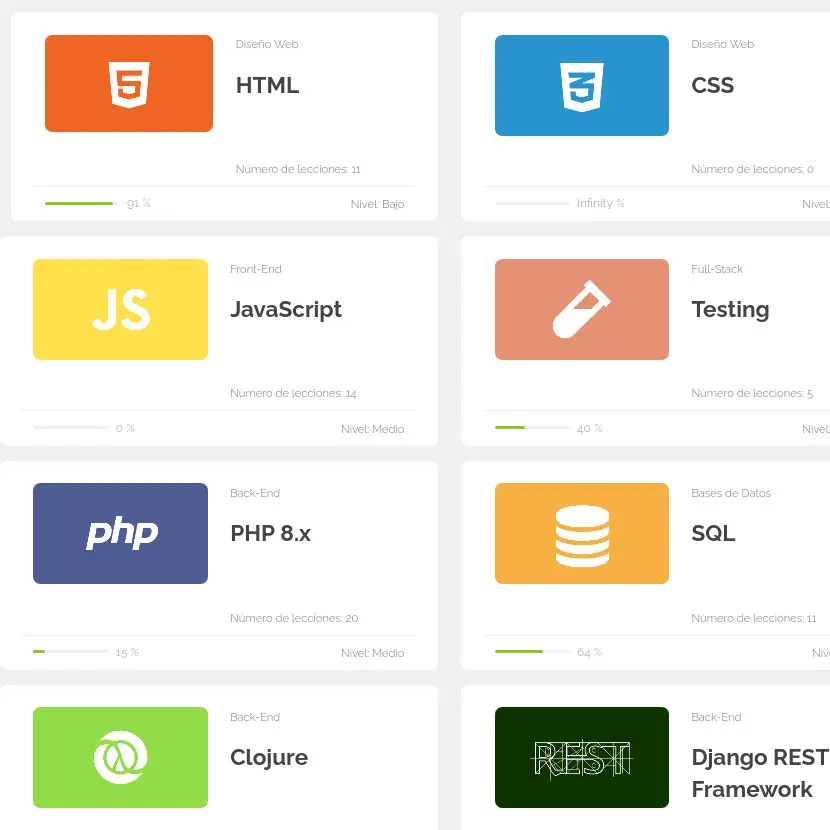 Diseño Web
HTML
Número de lecciones: 11
91 %
Nivel: Bajo
Diseño Web
CSS
Número de lecciones: 0
Infinity %
Nivel:
JS
Front-End
JavaScript
Número de lecciones: 14
0 %
Nivel: Medio
Full-Stack
Testing
Número de lecciones: 5
40 %
Nivel:
php
Back-End
PHP 8.x
Número de lecciones: 20
15 %
Nivel: Medio
Bases de Datos
SQL
Número de lecciones: 11
64 %
Back-End
Clojure
REST
Back-End
Django REST
Framework